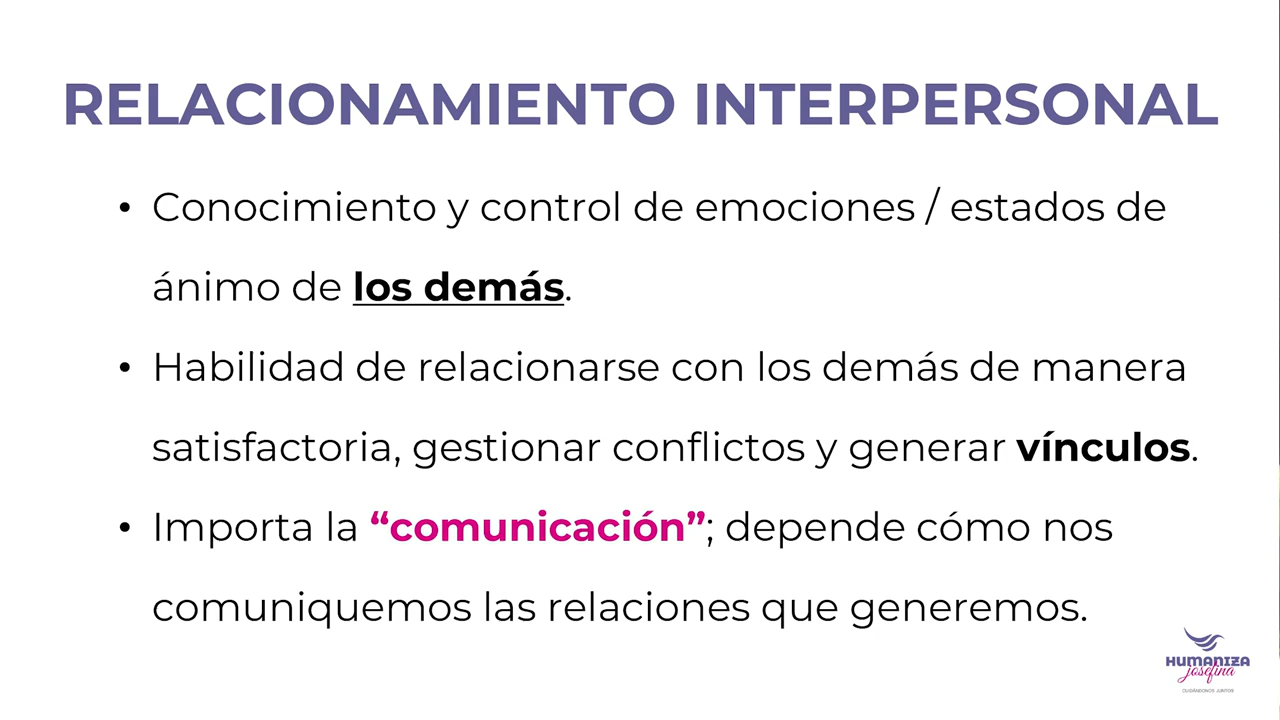 RELACIONAMIENTO INTERPERSONAL
• Conocimiento y control de emociones / estados de
ánimo de los demás.
• Habilidad de relacionarse con los demás de manera
satisfactoria, gestionar conflictos y generar vínculos.
• Importa la “comunicación”; depende cómo nos
comuniquemos las relaciones que generemos.
HUMANIZA
josefina
CUIDÁNDONOS JUNTOS